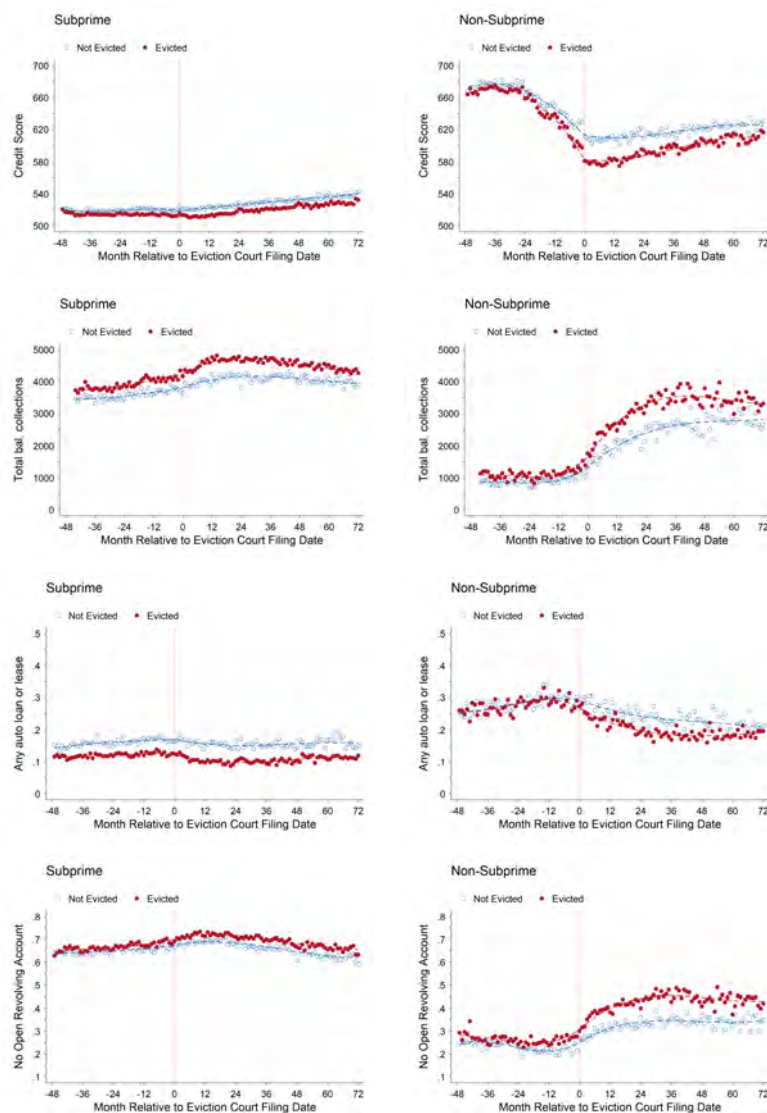 Subprime
Not Evicted Evicted
Credit Score
700
660
620
580
540
500
-48 -36 -24 -12 0 12 24 36 48 60 72
Month Relative to Eviction Court Filing Date
Non-Subprime
Not Evicted Evicted
Credit Score
700
660
620
580
540
500
-48 -36 -24 -12 0 12 24 36 48 60 72
Month Relative to Eviction Court Filing Date
Subprime
Not Evicted Evicted
Total bal. collections
5000
4000
3000
2000
1000
0
-48 -36 -24 -12 0 12 24 36 48 60 72
Month Relative to Eviction Court Filing Date
Non-Subprime
Not Evicted Evicted
Total bal. collections
5000
4000
3000
2000
1000
0
-48 -36 -24 -12 0 12 24 36 48 60 72
Month Relative to Eviction Court Filing Date
Subprime
Not Evicted Evicted
Any auto loan or lease
.5
.4
.3
.2
.1
0
-48 -36 -24 -12 0 12 24 36 48 60 72
Month Relative to Eviction Court Filing Date
Non-Subprime
Not Evicted Evicted
Any auto loan or lease
.5
.4
.3
.2
.1
0
-48 -36 -24 -12 0 12 24 36 48 60 72
Month Relative to Eviction Court Filing Date
Subprime
Not Evicted Evicted
No Open Revolving Account
.8
.7
.6
.5
.4
.3
.2
.1
-48 -36 -24 -12 0 12 24 36 48 60 72
Month Relative to Eviction Court Filing Date
Non-Subprime
Not Evicted Evicted
No Open Revolving Account
.8
.7
.6
.5
.4
.3
.2
.1
-48 -36 -24 -12 0 12 24 36 48 60 72
Month Relative to Eviction Court Filing Date